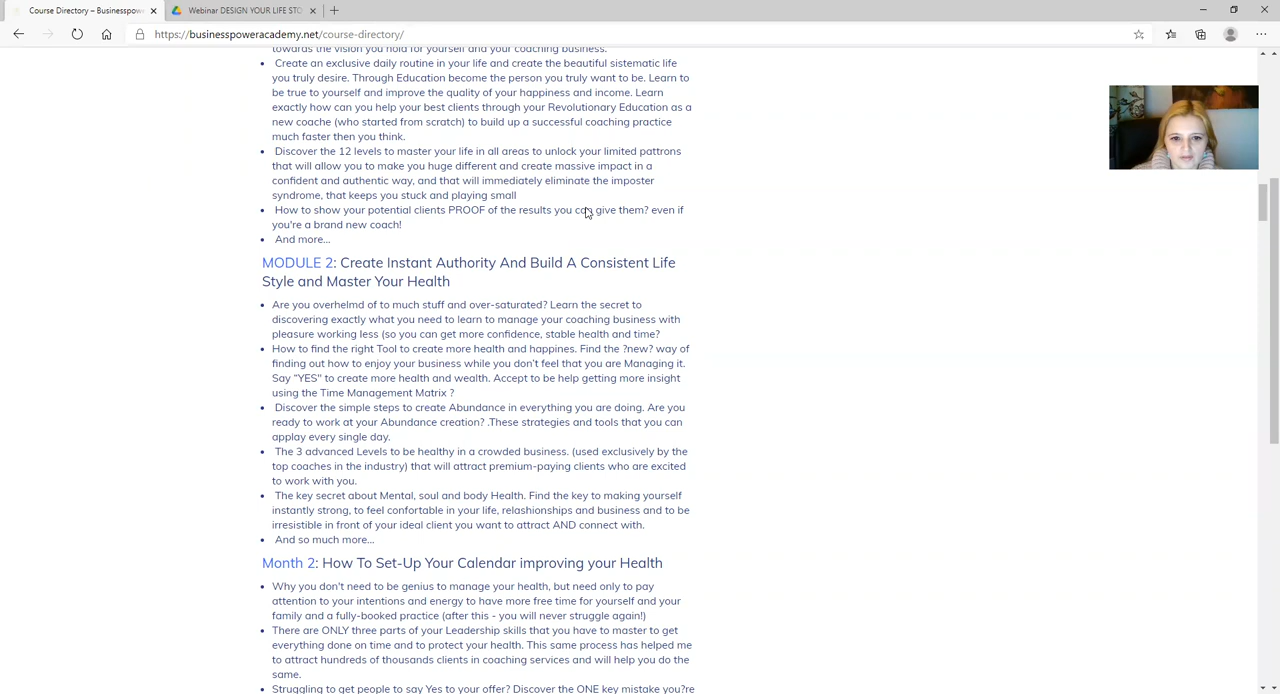 Course Directory – Businesspowe
Webinar DESIGN YOUR LIFE STO
https://businesspoweracademy.net/course-directory/
towards the vision you hold for yourself and your coaching business.
Create an exclusive daily routine in your life and create the beautiful sistematic life
you truly desire. Through Education become the person you truly want to be. Learn to
be true to yourself and improve the quality of your happiness and income. Learn
exactly how can you help your best clients through your Revolutionary Education as a
new coache (who started from scratch) to build up a successful coaching practice
much faster then you think.
Discover the 12 levels to master your life in all areas to unlock your limited pattrons
that will allow you to make you huge different and create massive impact in a
confident and authentic way, and that will immediately eliminate the imposter
syndrome, that keeps you stuck and playing small
How to show your potential clients PROOF of the results you can give them? even if
you're a brand new coach!
And more...
MODULE 2: Create Instant Authority And Build A Consistent Life
Style and Master Your Health
Are you overhelmd of to much stuff and over-saturated? Learn the secret to
discovering exactly what you need to learn to manage your coaching business with
pleasure working less (so you can get more confidence, stable health and time?
How to find the right Tool to create more health and happines. Find the ?new? way of
finding out how to enjoy your business while you don't feel that you are Managing it.
Say "YES" to create more health and wealth. Accept to be help getting more insight
using the Time Management Matrix ?
Discover the simple steps to create Abundance in everything you are doing. Are you
ready to work at your Abundance creation? .These strategies and tools that you can
applay every single day.
The 3 advanced Levels to be healthy in a crowded business. (used exclusively by the
top coaches in the industry) that will attract premium-paying clients who are excited
to work with you.
The key secret about Mental, soul and body Health. Find the key to making yourself
instantly strong, to feel confortable in your life, relashionships and business and to be
irresistible in front of your ideal client you want to attract AND connect with.
And so much more...
Month 2: How To Set-Up Your Calendar improving your Health
Why you don't need to be genius to manage your health, but need only to pay
attention to your intentions and energy to have more free time for yourself and your
family and a fully-booked practice (after this - you will never struggle again!)
There are ONLY three parts of your Leadership skills that you have to master to get
everything done on time and to protect your health. This same process has helped me
to attract hundreds of thousands clients in coaching services and will help you do the
same.
Struggling to get people to say Yes to your offer? Discover the ONE key mistake you?re